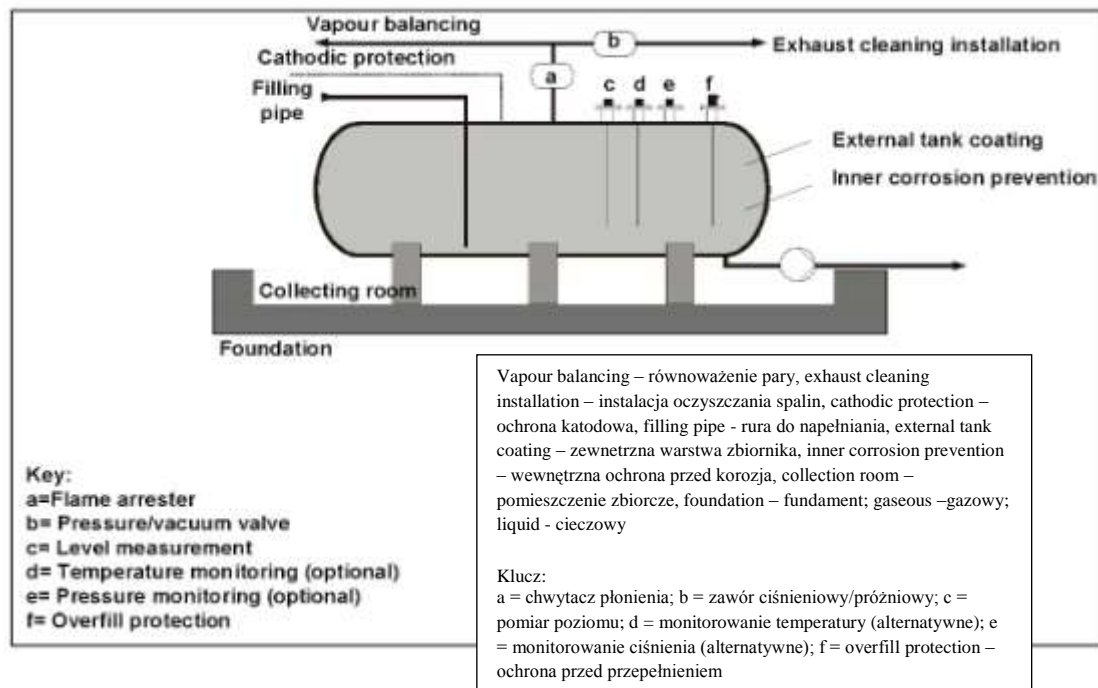 Vapour balancing
b
Exhaust cleaning installation
Cathodic protection
a
Filling
pipe
c d e f
External tank coating
Inner corrosion prevention
Collecting room
Foundation
Key:
a=Flame arrester
b= Pressure/vacuum valve
c= Level measurement
d= Temperature monitoring (optional)
e= Pressure monitoring (optional)
f= Overfill protection
Vapour balancing – równoważenie pary, exhaust cleaning
installation – instalacja oczyszczania spalin, cathodic protection –
ochrona katodowa, filling pipe - rura do napełniania, external tank
coating – zewnetrzna warstwa zbiornika, inner corrosion prevention
– wewnętrzna ochrona przed korozja, collection room –
pomieszczenie zbiorcze, foundation – fundament; gaseous –gazowy;
liquid - cieczowy
Klucz:
a = chwytacz płonienia; b = zawór ciśnieniowy/próżniowy; c =
pomiar poziomu; d = monitorowanie temperatury (alternatywne); e
= monitorowanie ciśnienia (alternatywne); f = overfill protection –
ochrona przed przepełnieniem